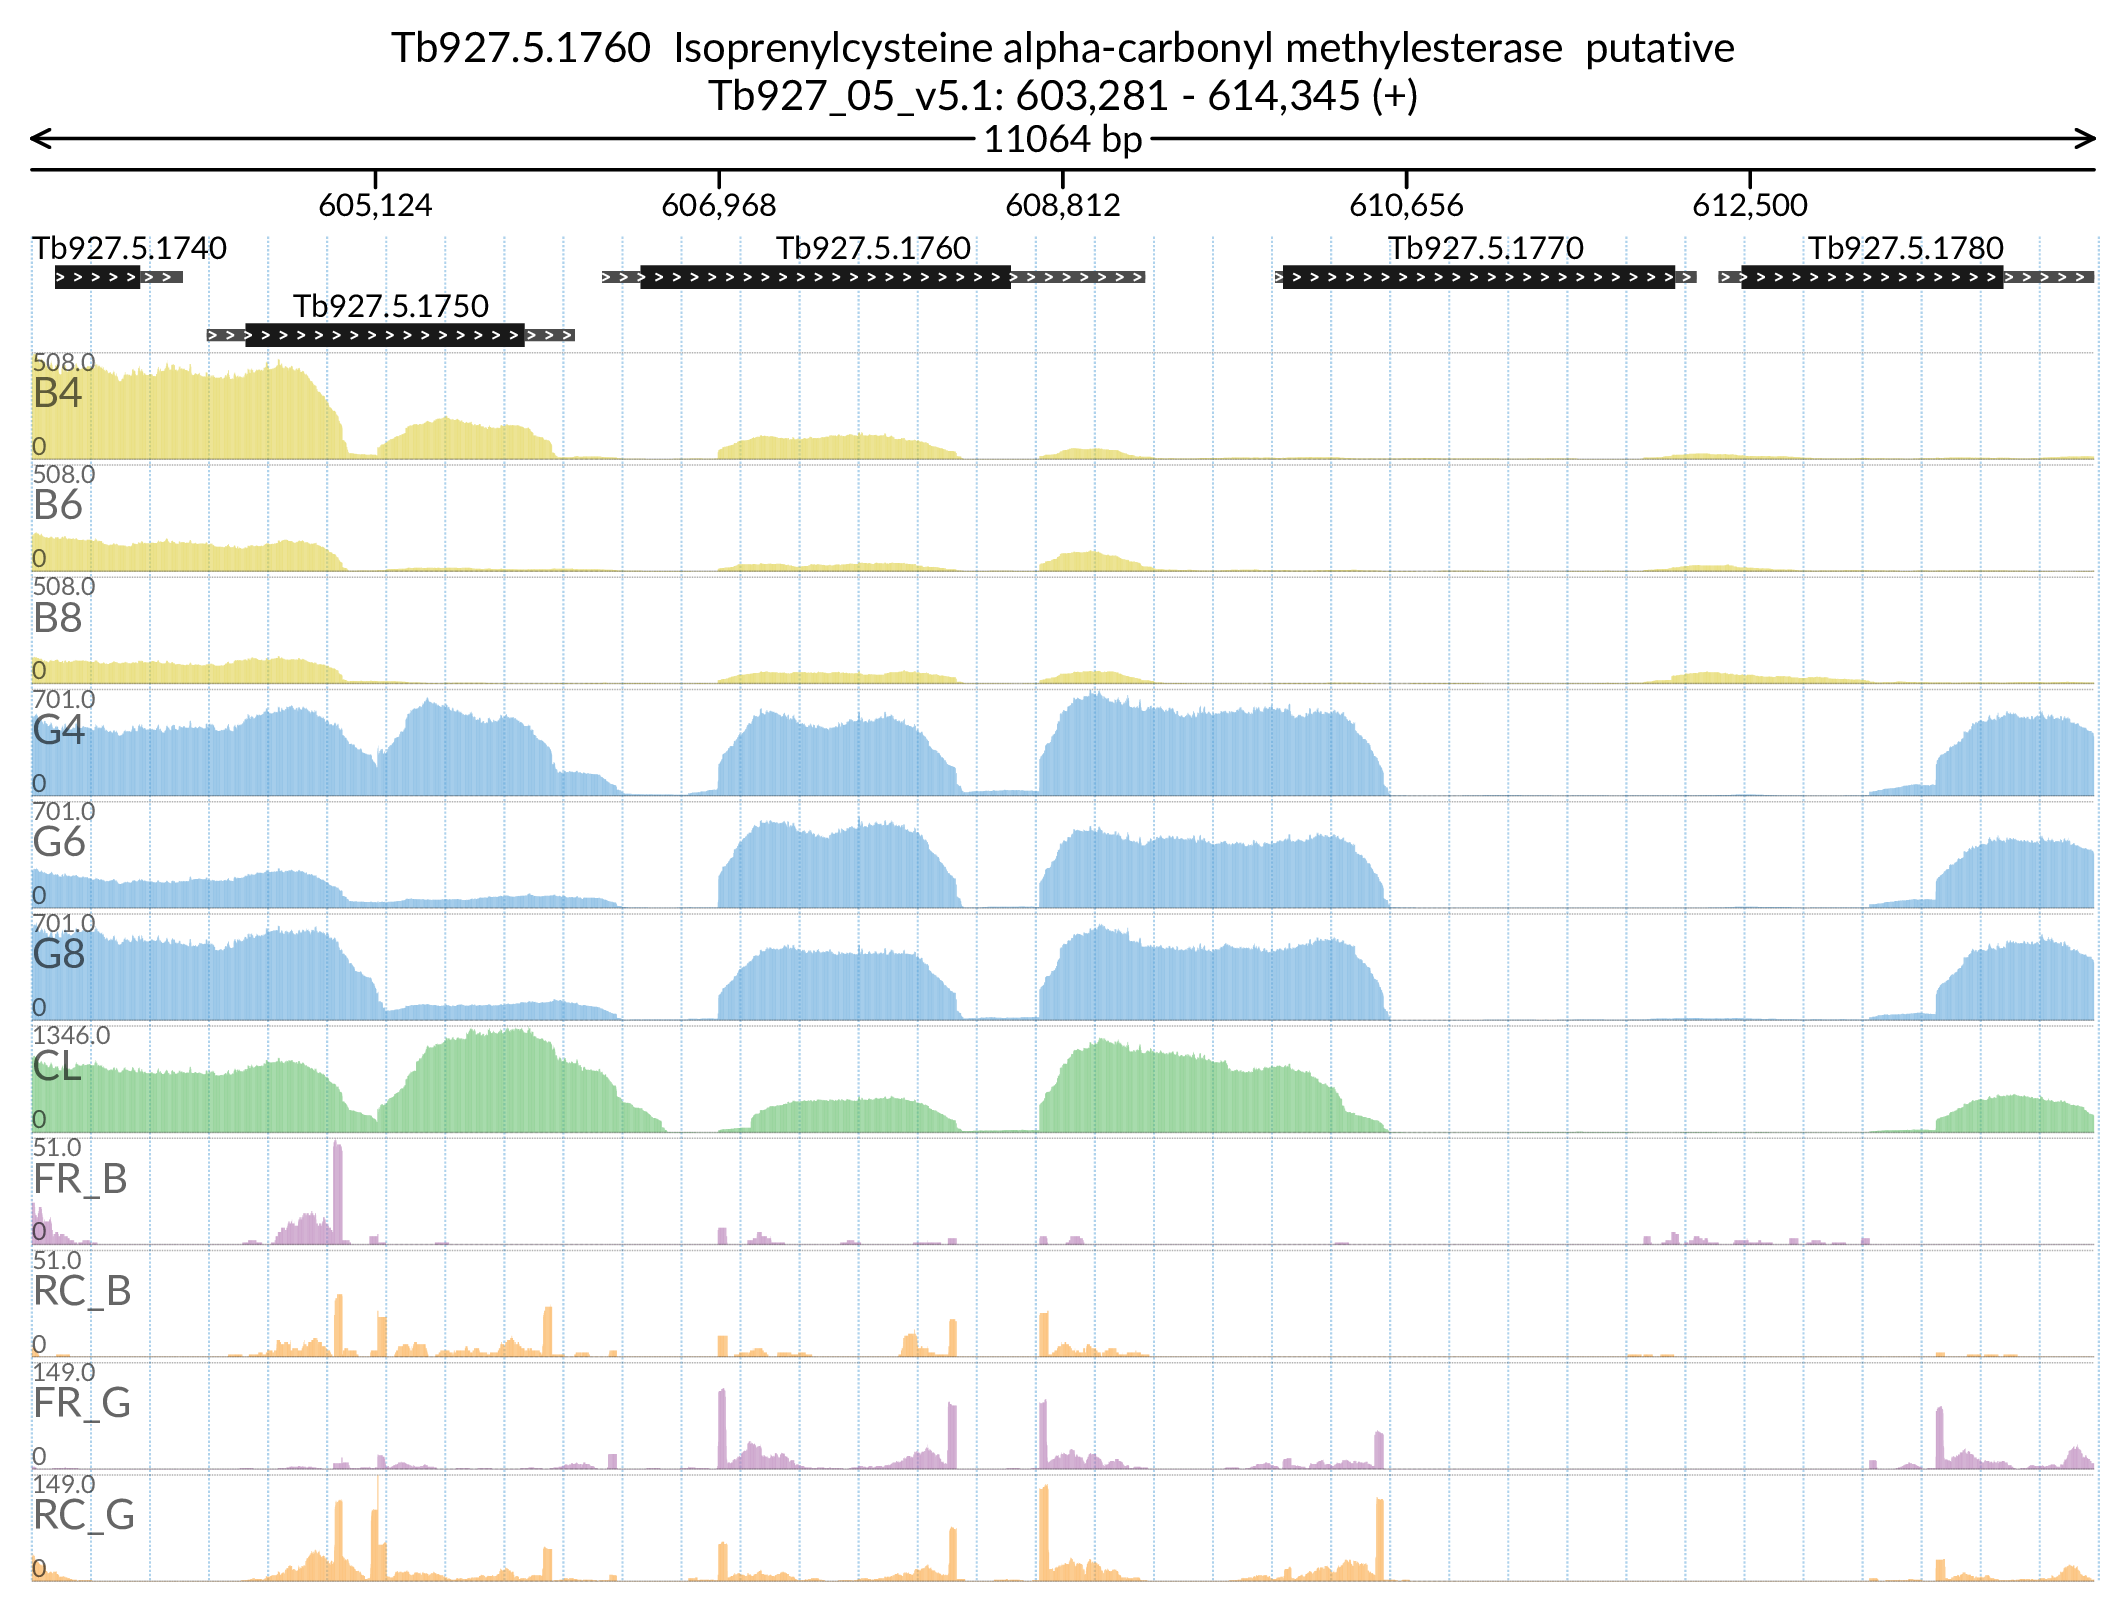 Tb927.5.1760  Isoprenylcysteine alpha-carbonyl methylesterase  putative
Tb927_05_v5.1: 603,281 - 614,345 (+)
11064 bp
605,124 606,968 608,812 610,656 612,500
Tb927.5.1740 Tb927.5.1760 Tb927.5.1770 Tb927.5.1780
Tb927.5.1750
508.0
B4
0
508.0
B6
0
508.0
B8
0
701.0
G4
0
701.0
G6
0
701.0
G8
0
1346.0
CL
0
51.0
FR_B
0
51.0
RC_B
0
149.0
FR_G
0
149.0
RC_G
0